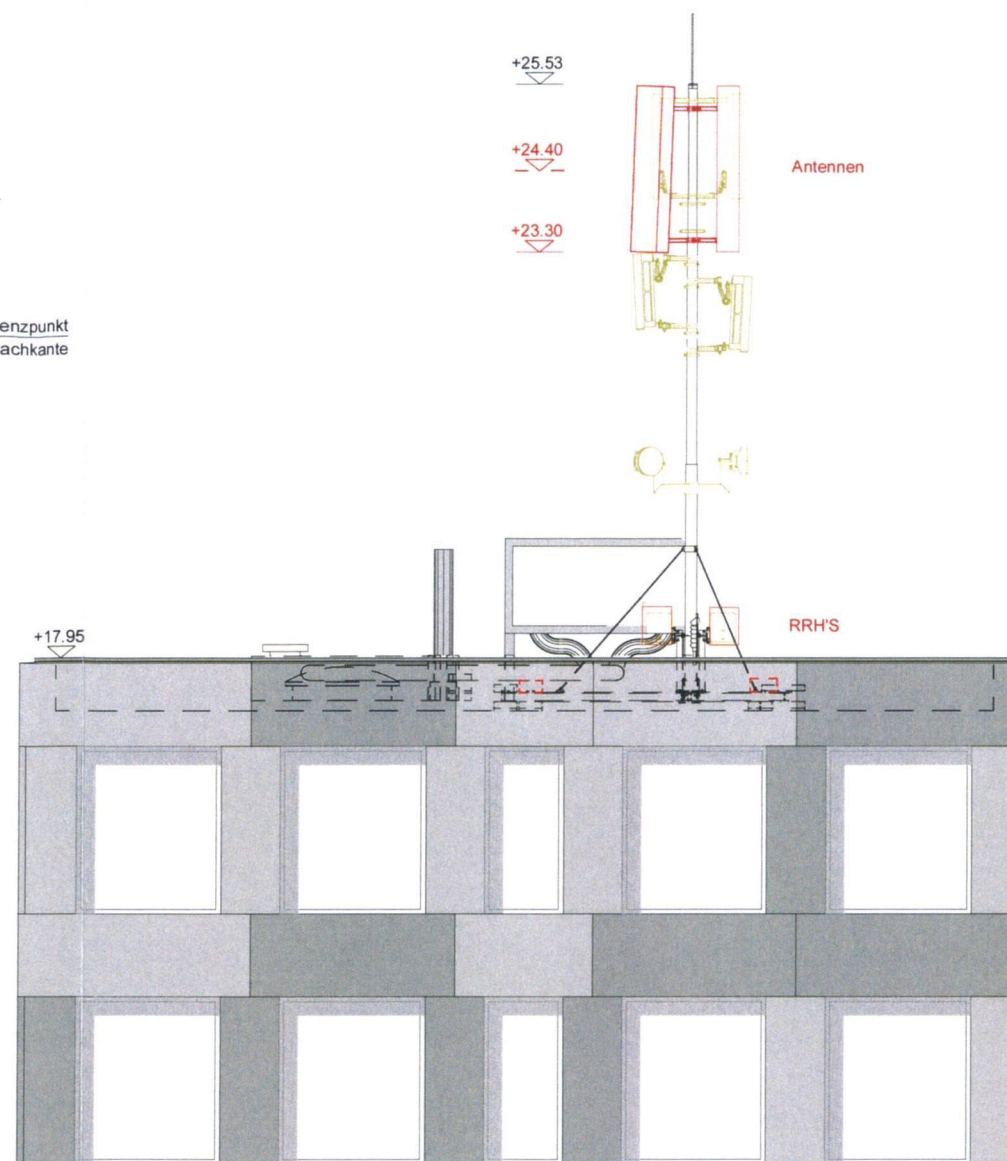 +25.53
+24.40
Antennen
+23.30
enzpunkt
achkante
RRH'S
+17.95